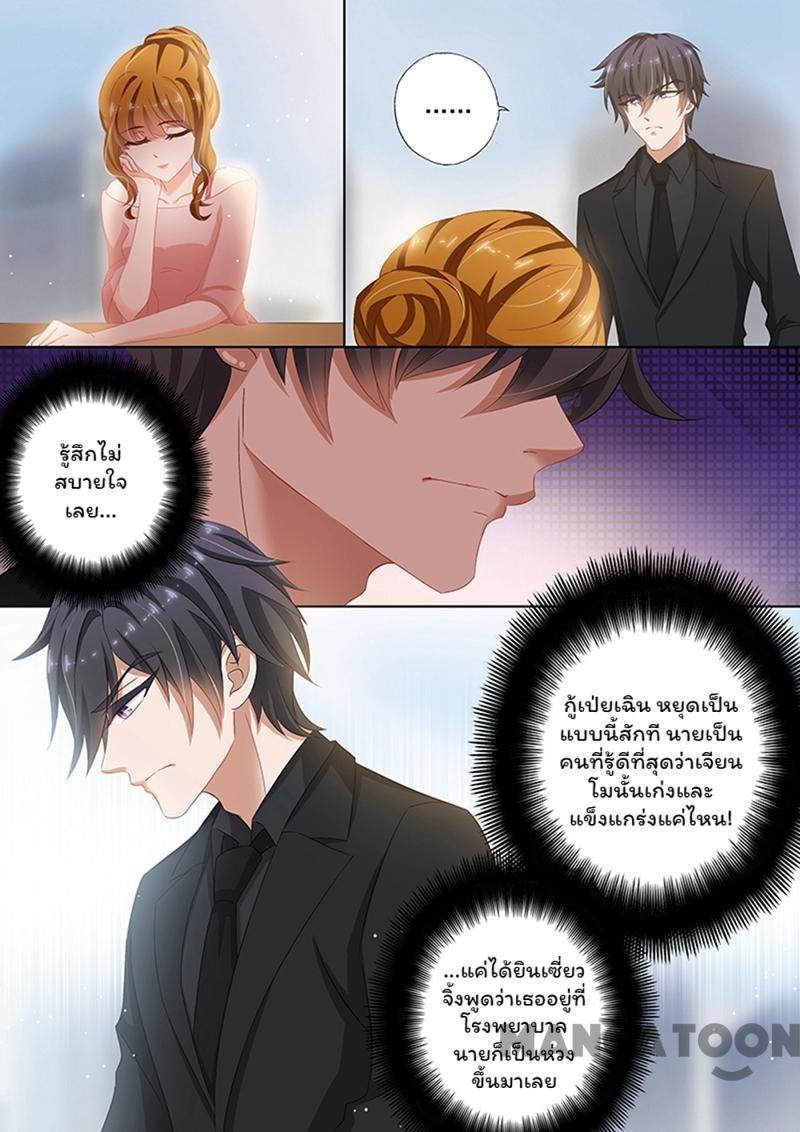 ......
รู้สึกไม่
สบายใจ
เลย...
กู้เป่ยเฉิน หยุดเป็น
แบบนี้สักที นายเป็น
คนที่รู้ดีที่สุดว่าเจียน
โมนั้นเก่งและ
แข็งแกร่งแค่ไหน!
...แค่ได้ยินเซี่ยว
จิ้งพูดว่าเธออยู่ที่
โรงพยาบาล
นายก็เป็นห่วง
ขึ้นมาเลย
MANGATOON